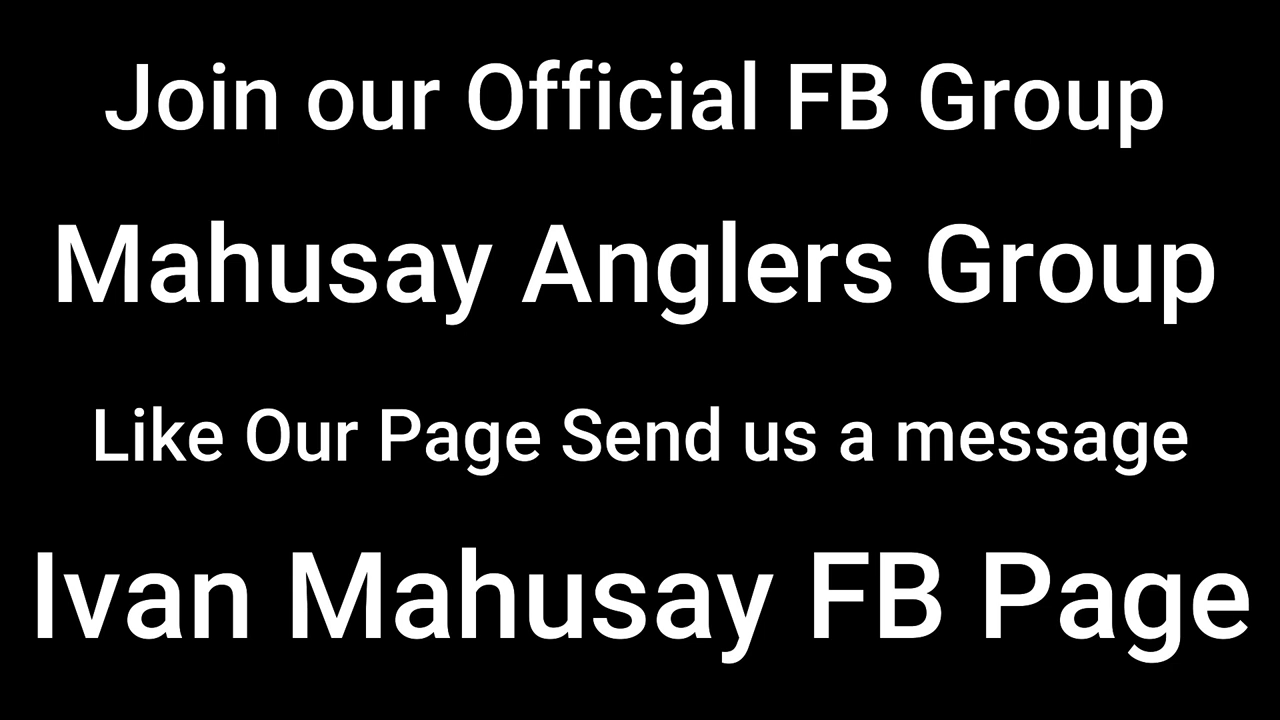 Join our Official FB Group
Mahusay Anglers Group
Like Our Page Send us a message
Ivan Mahusay FB Page